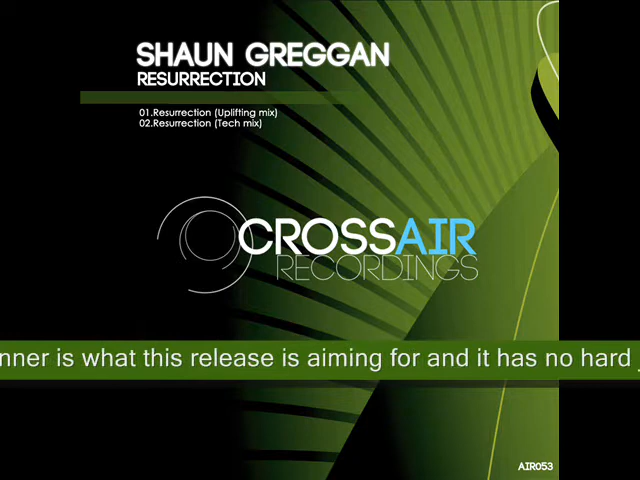 SHAUN GREGGAN
RESURRECTION
01.Resurrection (Uplifting mix)
02.Resurrection (Tech mix)
CROSSAIR
RECORDINGS
is what this release is aiming for and it has no hard
AIR053